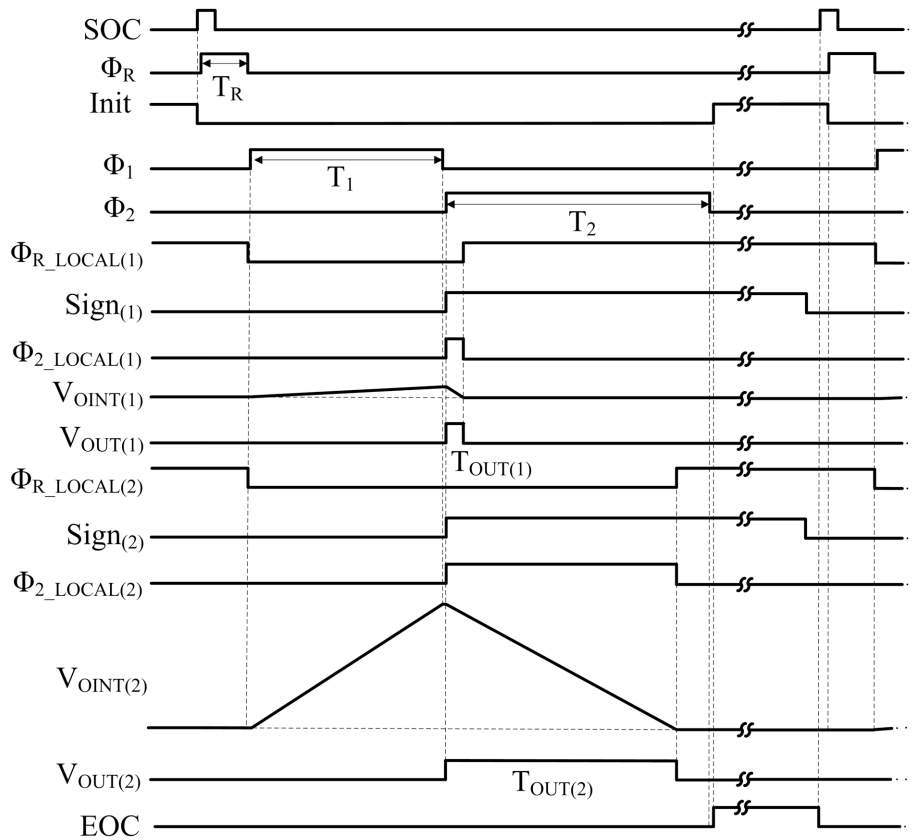 SOC
Φ_R
T_R
Init
Φ_1
T_1
Φ_2
T_2
Φ_R_LOCAL(1)
Sign_(1)
Φ_2_LOCAL(1)
V_OINT(1)
V_OUT(1)
T_OUT(1)
Φ_R_LOCAL(2)
Sign_(2)
Φ_2_LOCAL(2)
V_OINT(2)
V_OUT(2)
T_OUT(2)
EOC